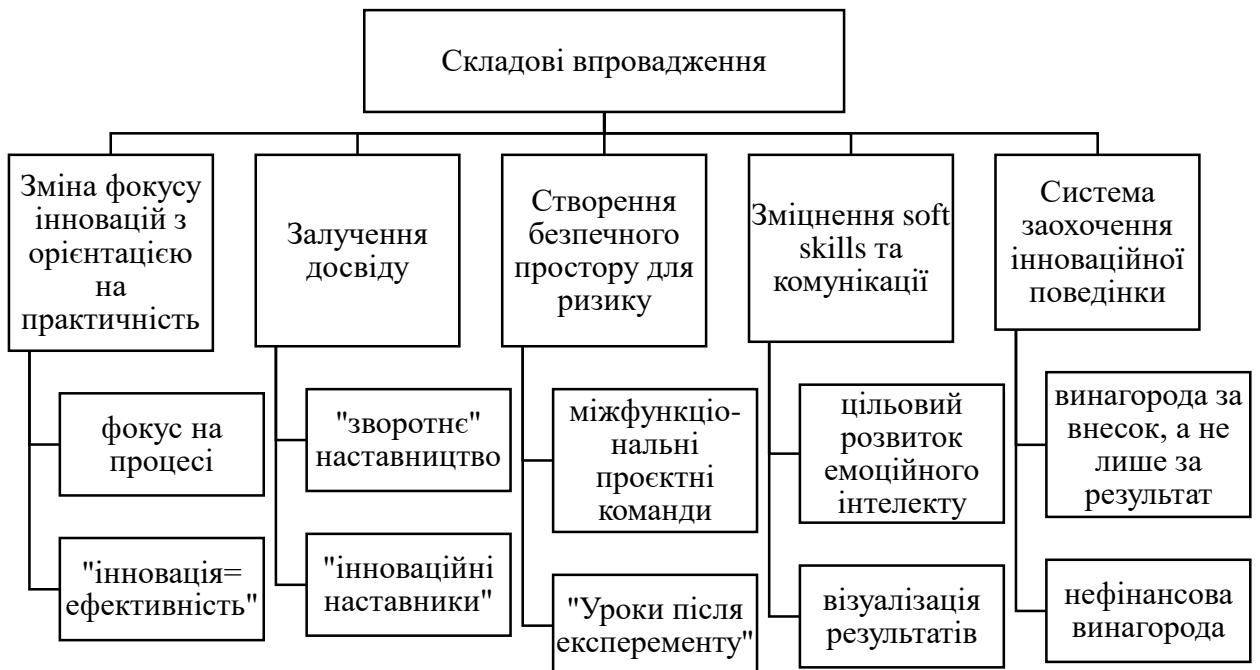 Складові впровадження
Зміна фокусу
інновацій з
орієнтацією
на
практичність
фокус на
процесі
"інновація=
ефективність"
Залучення
досвіду
"зворотнє"
наставництво
"інноваційні
наставники"
Створення
безпечного
простору для
ризику
міжфункціо-
нальні
проєктні
команди
"Уроки після
експеременту"
Зміцнення soft
skills та
комунікації
цільовий
розвиток
емоційного
інтелекту
візуалізація
результатів
Система
заохочення
інноваційної
поведінки
винагорода за
внесок, а не
лише за
результат
нефінансова
винагорода